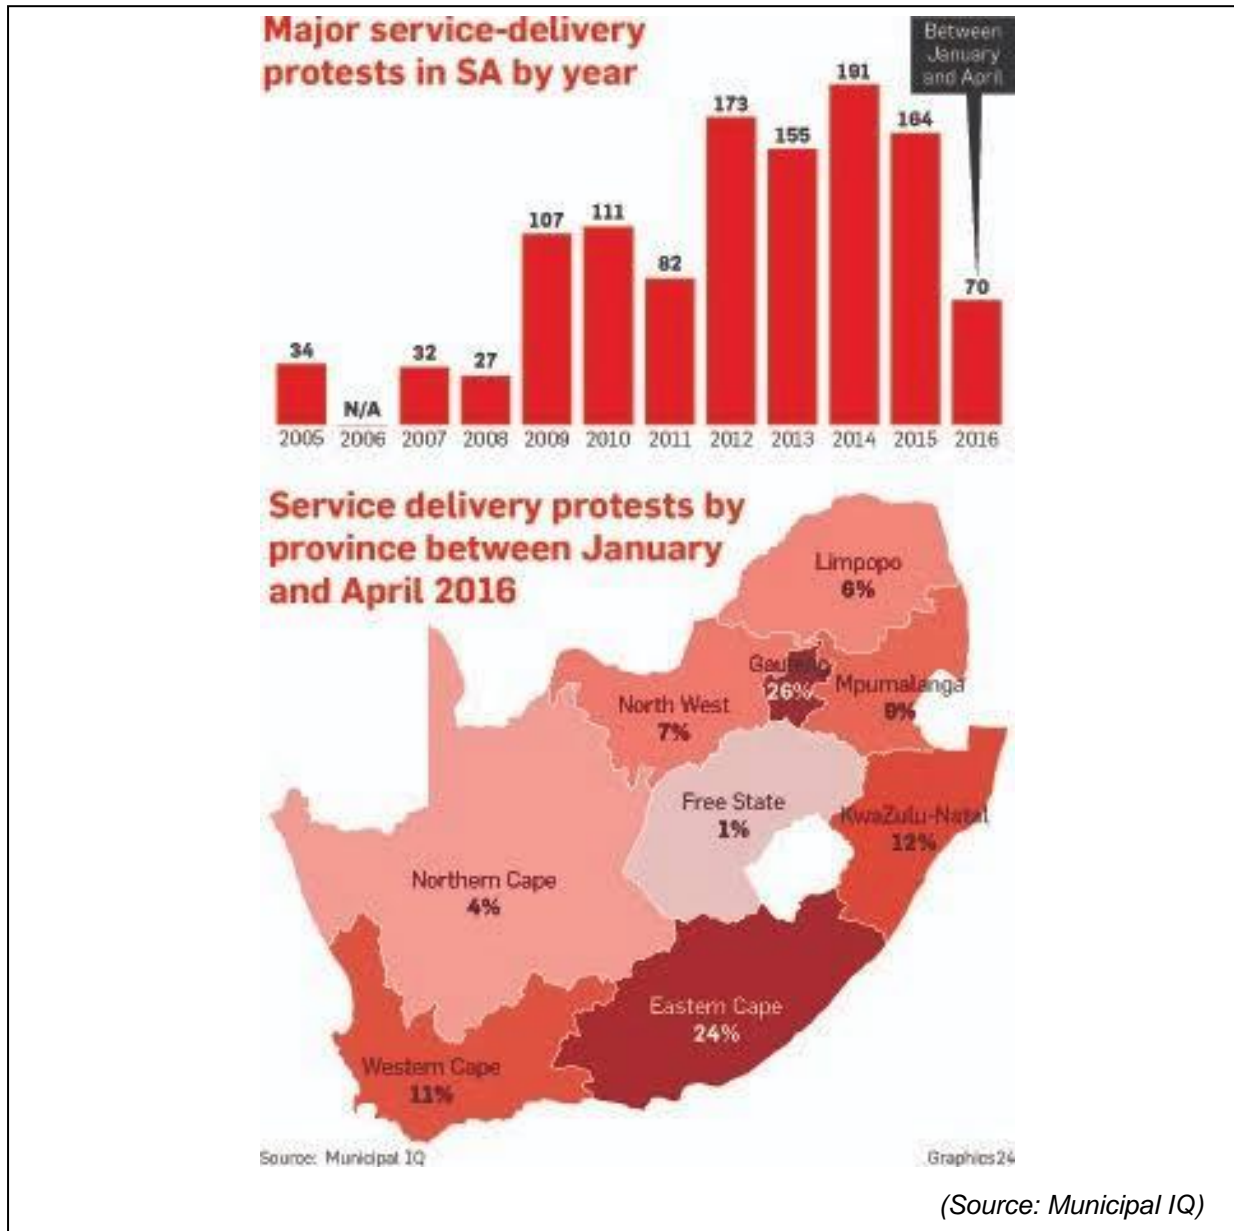 Major service-delivery
protests in SA by year
Between
January
and April
34
N/A
32
27
107
111
82
173
155
191
164
70
2005 2006 2007 2008 2009 2010 2011 2012 2013 2014 2015 2016
Service delivery protests by
province between January
and April 2016
Limpopo
6%
Gauteng
26%
Mpumalanga
9%
North West
7%
Free State
1%
KwaZulu-Natal
12%
Northern Cape
4%
Eastern Cape
24%
Western Cape
11%
Source: Municipal IQ
Graphics24
(Source: Municipal IQ)